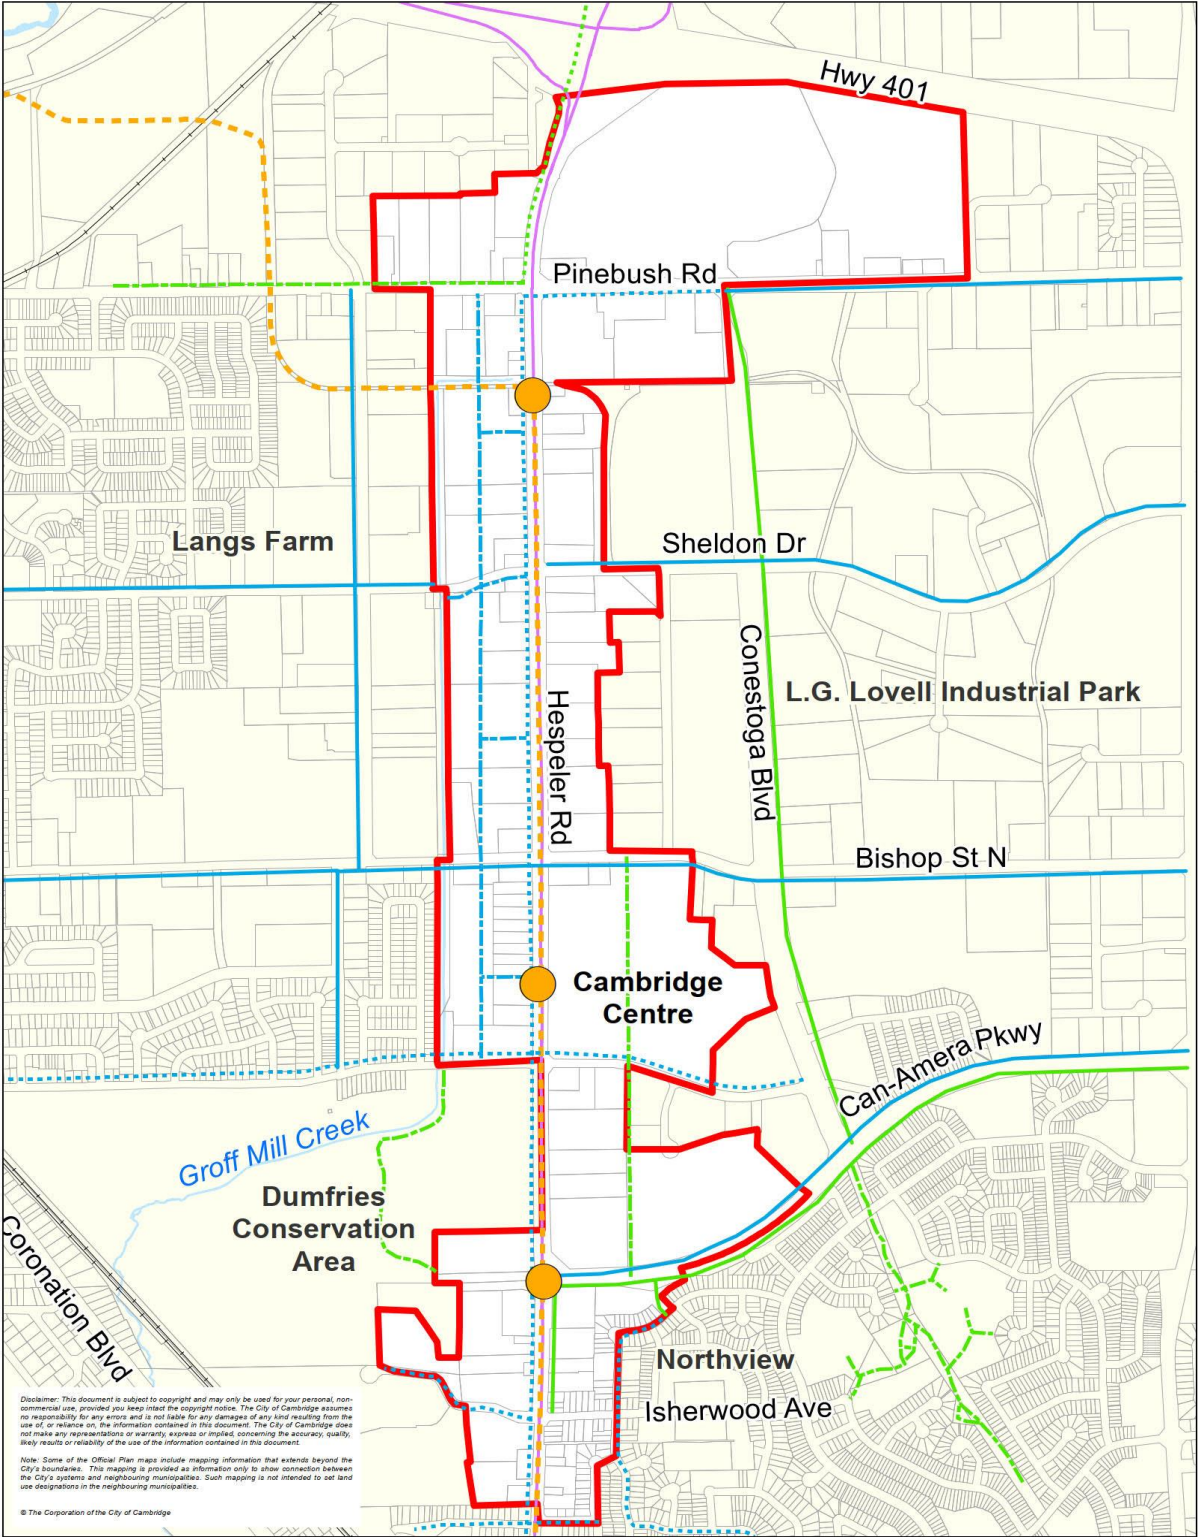 Hwy 401
Pinebush Rd
Langs Farm
Sheldon Dr
Conestoga Blvd
L.G. Lovell Industrial Park
Hespeler Rd
Bishop St N
Cambridge
Centre
Can-Amera Pkwy
Groff Mill Creek
Dumfries
Conservation
Area
Coronation Blvd
Northview
Isherwood Ave
Disclaimer: This document is subject to copyright and may only be used for your personal, non-
commercial use, provided you keep intact the copyright notice. The City of Cambridge assumes
no responsibility for any errors and is not liable for any damages of any kind resulting from the
use of, or reliance on, the information contained in this document. The City of Cambridge does
not make any representations or warranty, express or implied, concerning the accuracy, quality,
likely results or reliability of the use of the information contained in this document.
Note: Some of the Official Plan maps include mapping information that extends beyond the
City's boundaries. This mapping is provided as information only to show connection between
the City's systems and neighbouring municipalities. Such mapping is not intended to set land
use designations in the neighbouring municipalities.
© The Corporation of the City of Cambridge